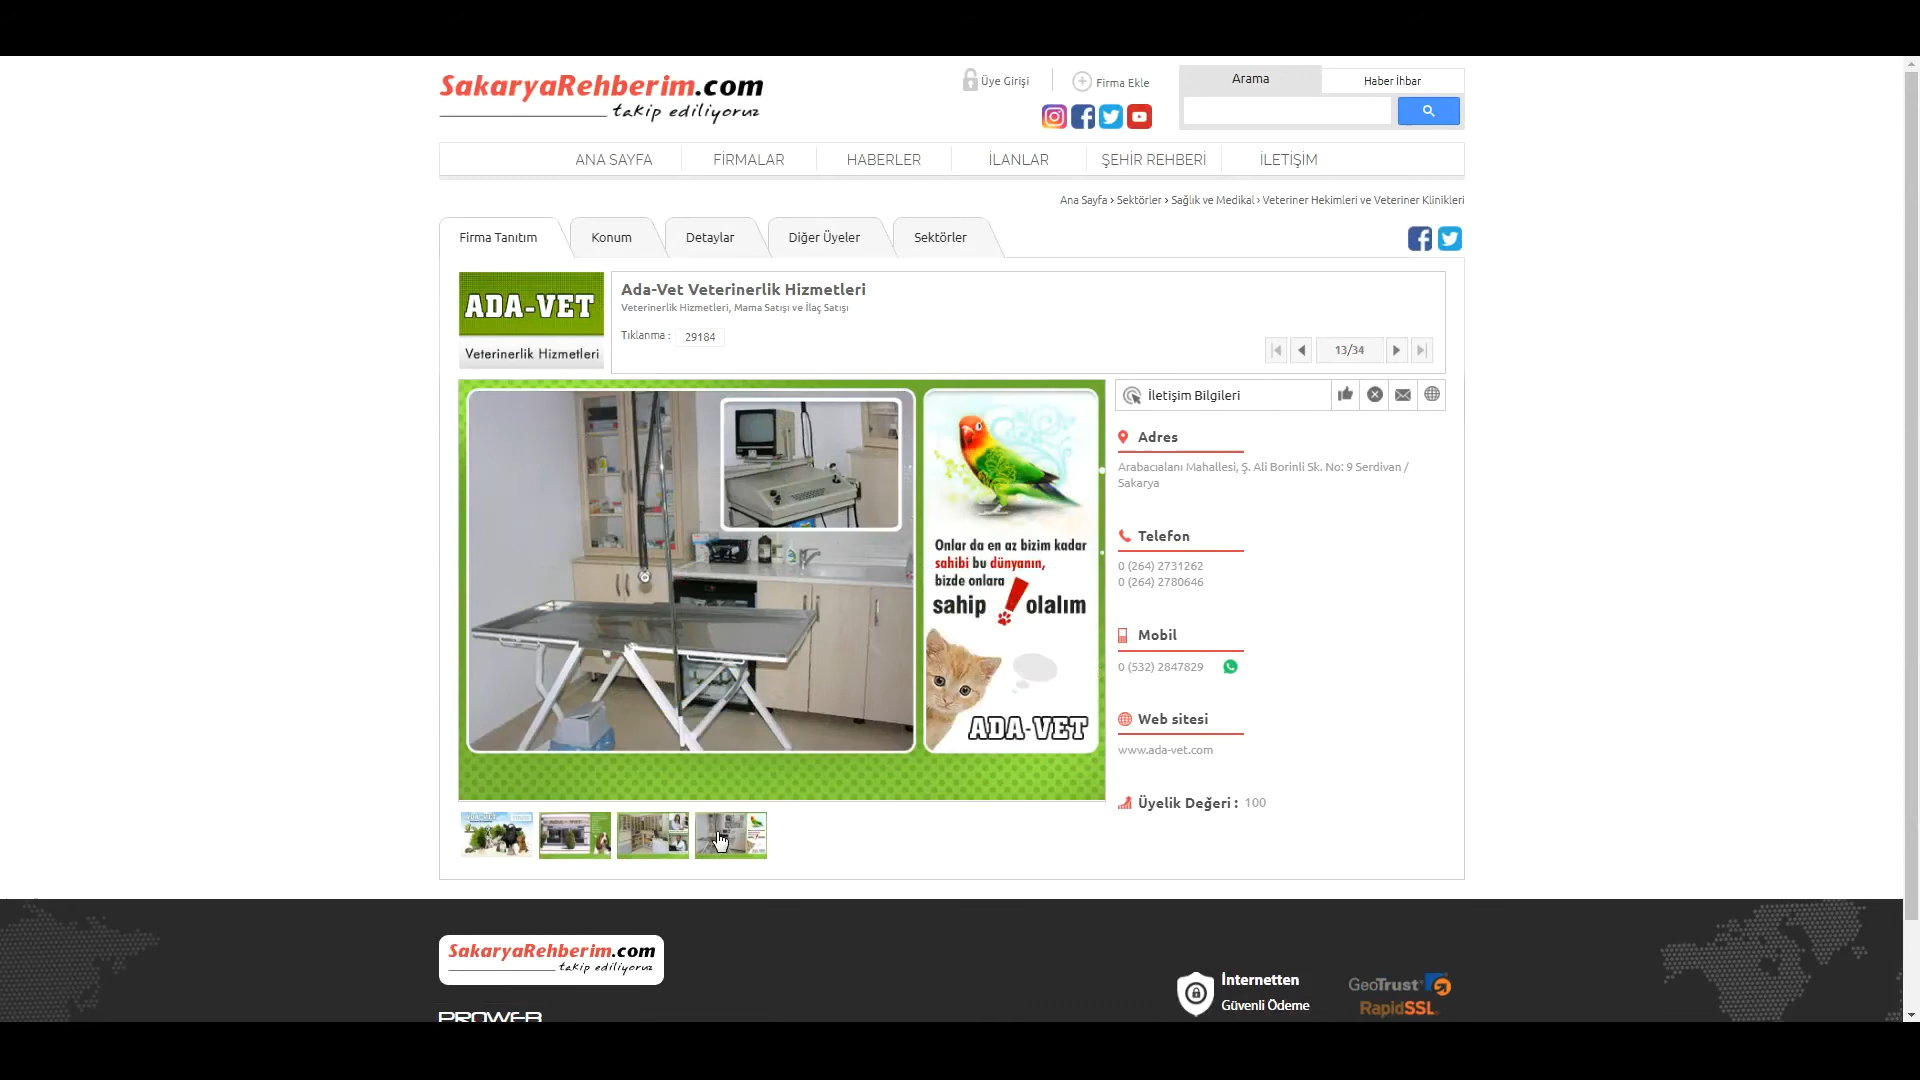 SakaryaRehberim.com
takip ediliyoruz
Üye Girişi
Firma Ekle
Arama
Haber İhbar
ANA SAYFA
FİRMALAR
HABERLER
İLANLAR
ŞEHİR REHBERİ
İLETİŞİM
Ana Sayfa › Sektörler › Sağlık ve Medikal › Veteriner Hekimleri ve Veteriner Klinikleri
Firma Tanıtım
Konum
Detaylar
Diğer Üyeler
Sektörler
ADA-VET
Veterinerlik Hizmetleri
Ada-Vet Veterinerlik Hizmetleri
Veterinerlik Hizmetleri, Mama Satışı ve İlaç Satışı
Tıklanma : 29184
13/34
Onlar da en az bizim kadar
sahibi bu dünyanın,
bizde onlara
sahip ! olalım
ADA-VET
İletişim Bilgileri
Adres
Arabacıalanı Mahallesi, Ş. Ali Borinli Sk. No: 9 Serdivan /
Sakarya
Telefon
0 (264) 2731262
0 (264) 2780646
Mobil
0 (532) 2847829
Web sitesi
www.ada-vet.com
Üyelik Değeri : 100
SakaryaRehberim.com
takip ediliyoruz
PROWEB
İnternetten
Güvenli Ödeme
GeoTrust
RapidSSL